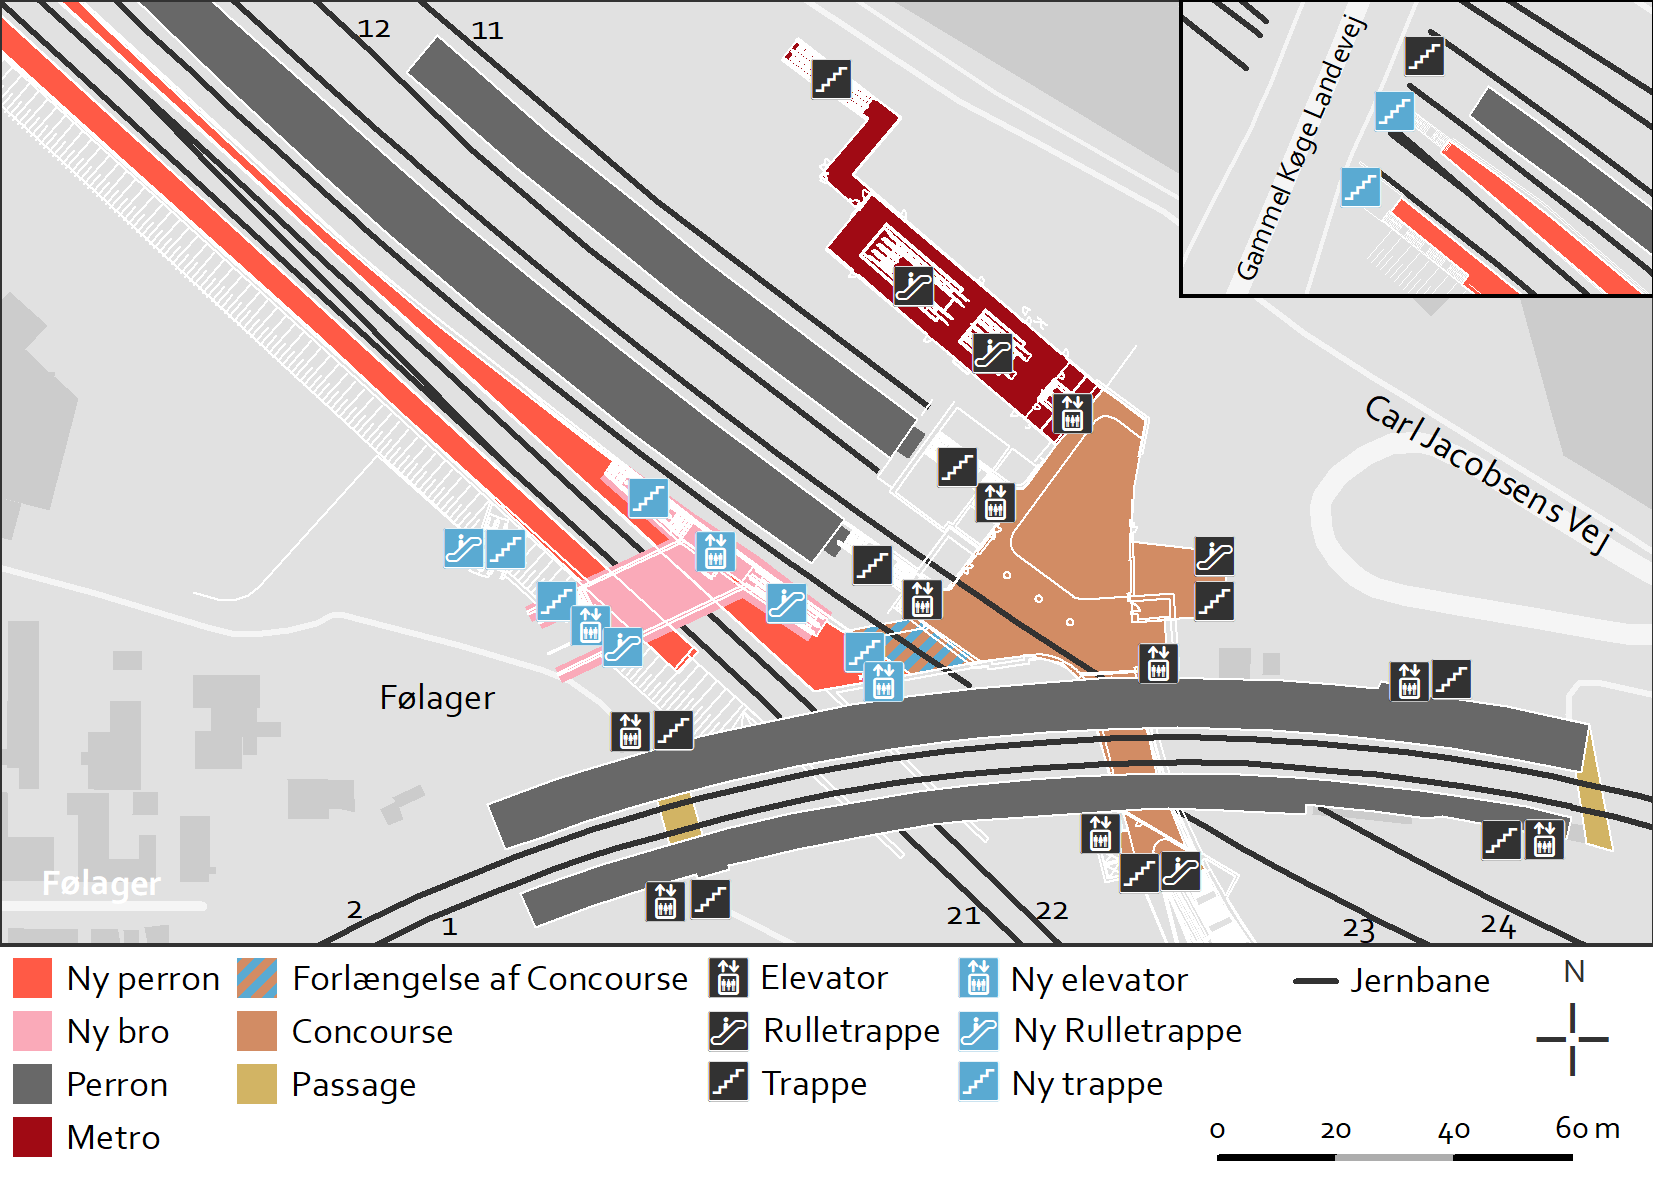 12
11
Gammel Køge Landevej
Carl Jacobsens Vej
Følager
Følager
2
1
21
22
23
24
Ny perron
Forlængelse af Concourse
Elevator
Ny elevator
Jernbane
N
Ny bro
Concourse
Rulletrappe
Ny Rulletrappe
Perron
Passage
Trappe
Ny trappe
Metro
0 20 40 60 m